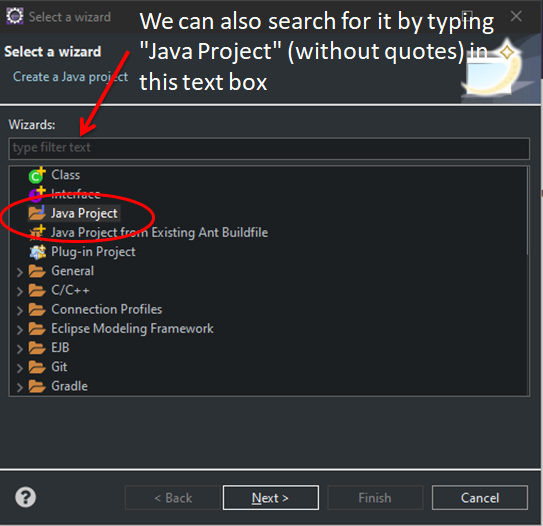 Select a wizard
We can also search for it by typing
"Java Project" (without quotes) in
this text box
Select a wizard
Create a Java project
Wizards:
type filter text
Class
Interface
Java Project
Java Project from Existing Ant Buildfile
Plug-in Project
General
C/C++
Connection Profiles
Eclipse Modeling Framework
EJB
Git
Gradle
?
< Back
Next >
Finish
Cancel